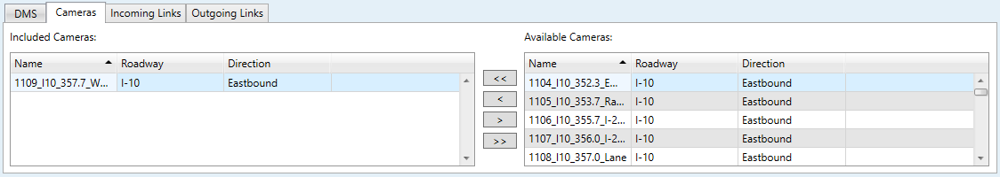 DMS Cameras Incoming Links Outgoing Links
Included Cameras:
Name Roadway Direction
1109_I10_357.7_W... I-10 Eastbound
<<
<
>
>>
Available Cameras:
Name Roadway Direction
1104_I10_352.3_E... I-10 Eastbound
1105_I10_353.7_Ra... I-10 Eastbound
1106_I10_355.7_I-2... I-10 Eastbound
1107_I10_356.0_I-2... I-10 Eastbound
1108_I10_357.0_Lane I-10 Eastbound